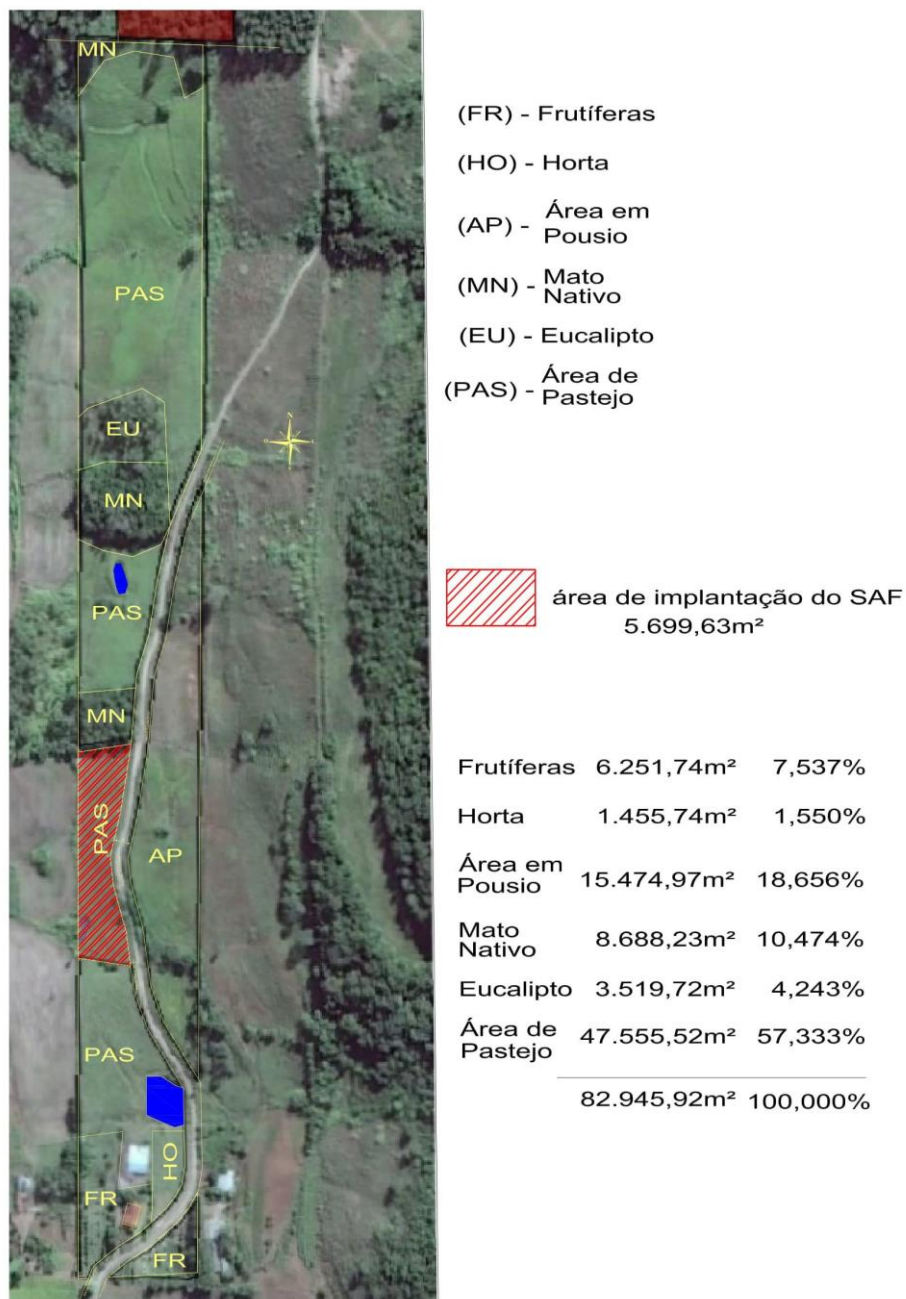 MN
PAS
EU
MN
PAS
MN
PAS
AP
PAS
HO
FR
FR
N
(FR) - Frutíferas
(HO) - Horta
(AP) - Área em
Pousio
(MN) - Mato
Nativo
(EU) - Eucalipto
(PAS) - Área de
Pastejo
área de implantação do SAF
5.699,63m²
Frutíferas 6.251,74m² 7,537%
Horta 1.455,74m² 1,550%
Área em
Pousio 15.474,97m² 18,656%
Mato
Nativo 8.688,23m² 10,474%
Eucalipto 3.519,72m² 4,243%
Área de
Pastejo 47.555,52m² 57,333%
82.945,92m² 100,000%